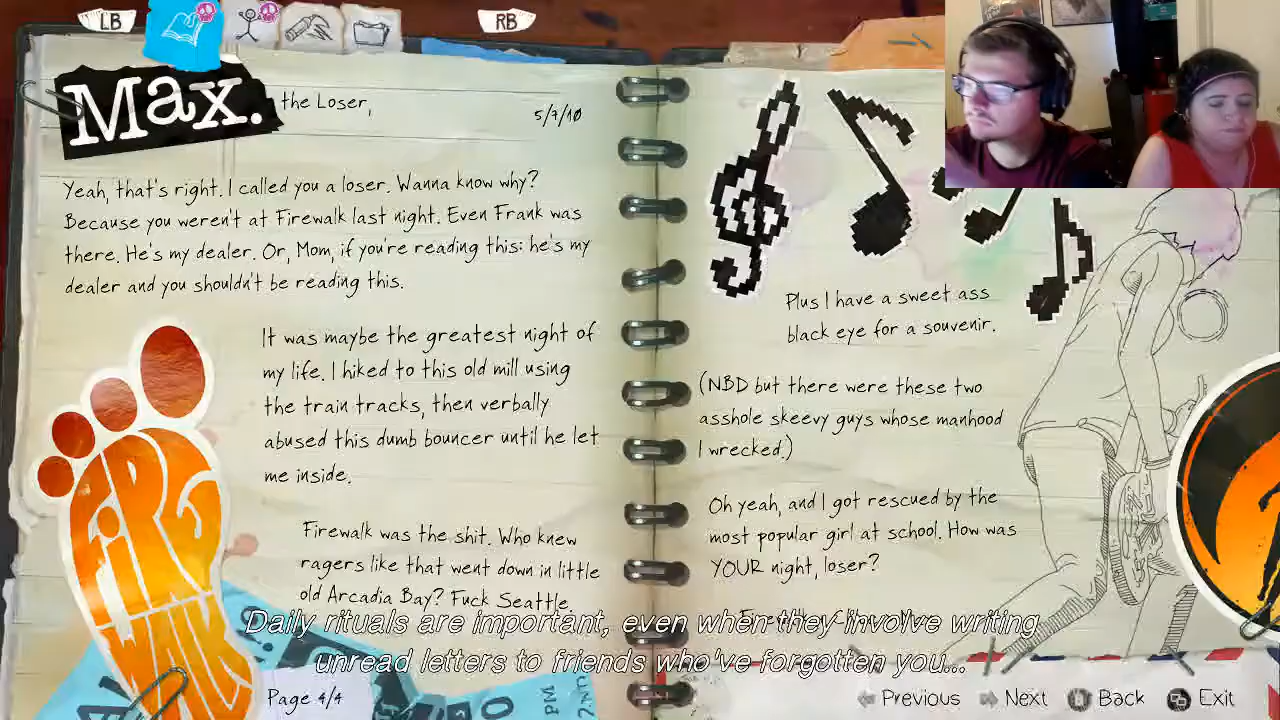 LB
RB
Max.
the Loser,
5/7/10
Yeah, that's right. I called you a loser. Wanna know why?
Because you weren't at Firewalk last night. Even Frank was
there. He's my dealer. Or, Mom, if you're reading this: he's my
dealer and you shouldn't be reading this.
It was maybe the greatest night of
my life. I hiked to this old mill using
the train tracks, then verbally
abused this dumb bouncer until he let
me inside.
Firewalk was the shit. Who knew
ragers like that went down in little
old Arcadia Bay? Fuck Seattle.
FIRE
WALK
Plus I have a sweet ass
black eye for a souvenir.
(NBD but there were these two
asshole skeevy guys whose manhood
I wrecked.)
Oh yeah, and I got rescued by the
most popular girl at school. How was
YOUR night, loser?
Daily rituals are important, even when they involve writing
unread letters to friends who've forgotten you...
Page 4/4
PM
Previous
Next
Back
Exit